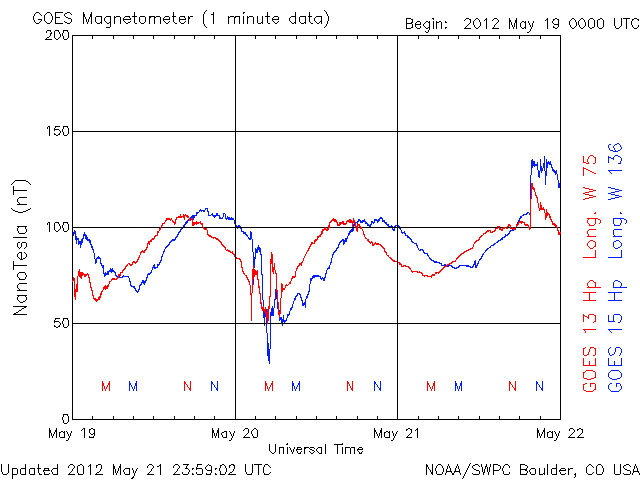 GOES Magnetometer (1 minute data)
Begin: 2012 May 19 0000 UTC
200
150
100
50
0
NanoTesla (nT)
M M N N M M N N M M N N
May 19 May 20 May 21 May 22
Universal Time
GOES 13 Hp Long. W 75
GOES 15 Hp Long. W 136
Updated 2012 May 21 23:59:02 UTC
NOAA/SWPC Boulder, CO USA